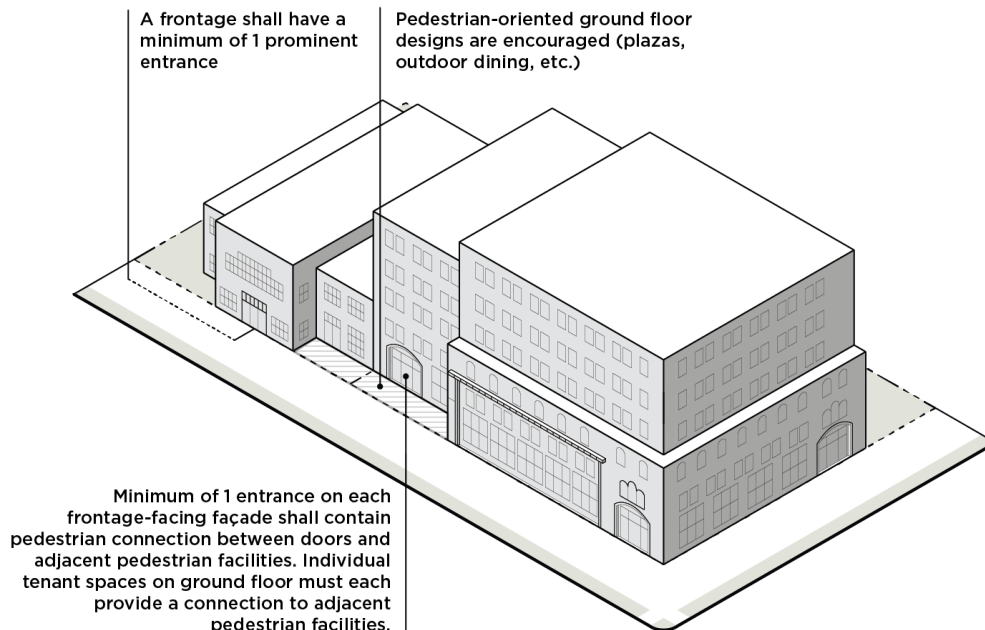 A frontage shall have a
minimum of 1 prominent
entrance
Pedestrian-oriented ground floor
designs are encouraged (plazas,
outdoor dining, etc.)
Minimum of 1 entrance on each
frontage-facing façade shall contain
pedestrian connection between doors and
adjacent pedestrian facilities. Individual
tenant spaces on ground floor must each
provide a connection to adjacent
pedestrian facilities.